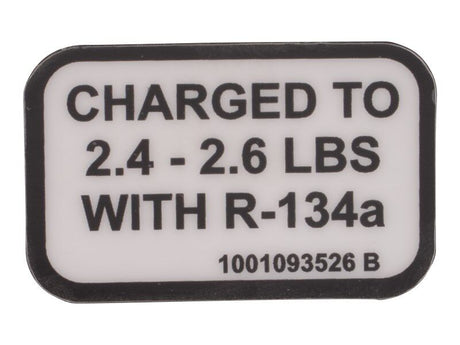 CHARGED TO
2.4 - 2.6 LBS
WITH R-134a
1001093526 B